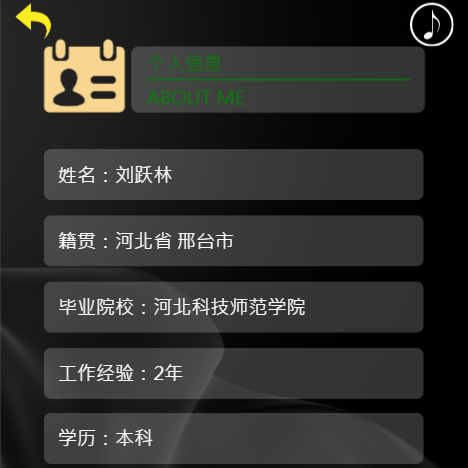 个人信息
ABOUT ME
姓名：刘跃林
籍贯：河北省 邢台市
毕业院校：河北科技师范学院
工作经验：2年
学历：本科